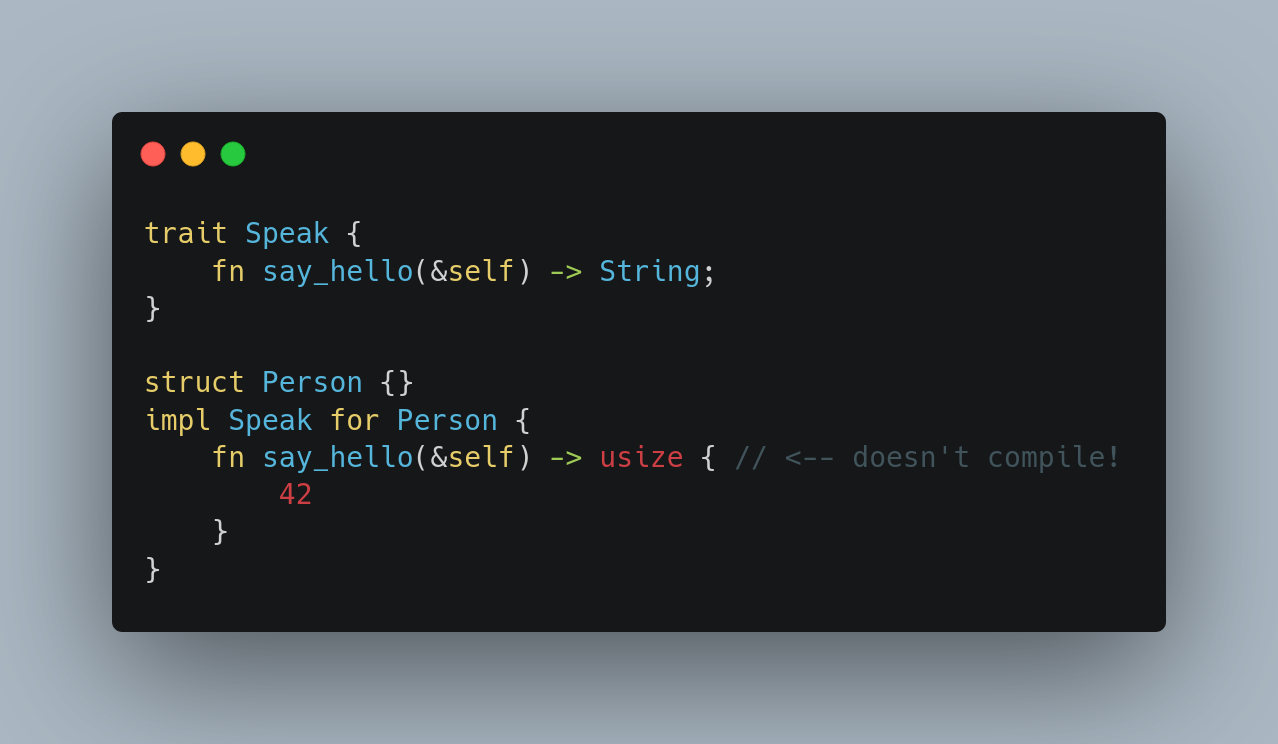 trait Speak {
    fn say_hello(&self) -> String;
}

struct Person {}
impl Speak for Person {
    fn say_hello(&self) -> usize { // <-- doesn't compile!
        42
    }
}